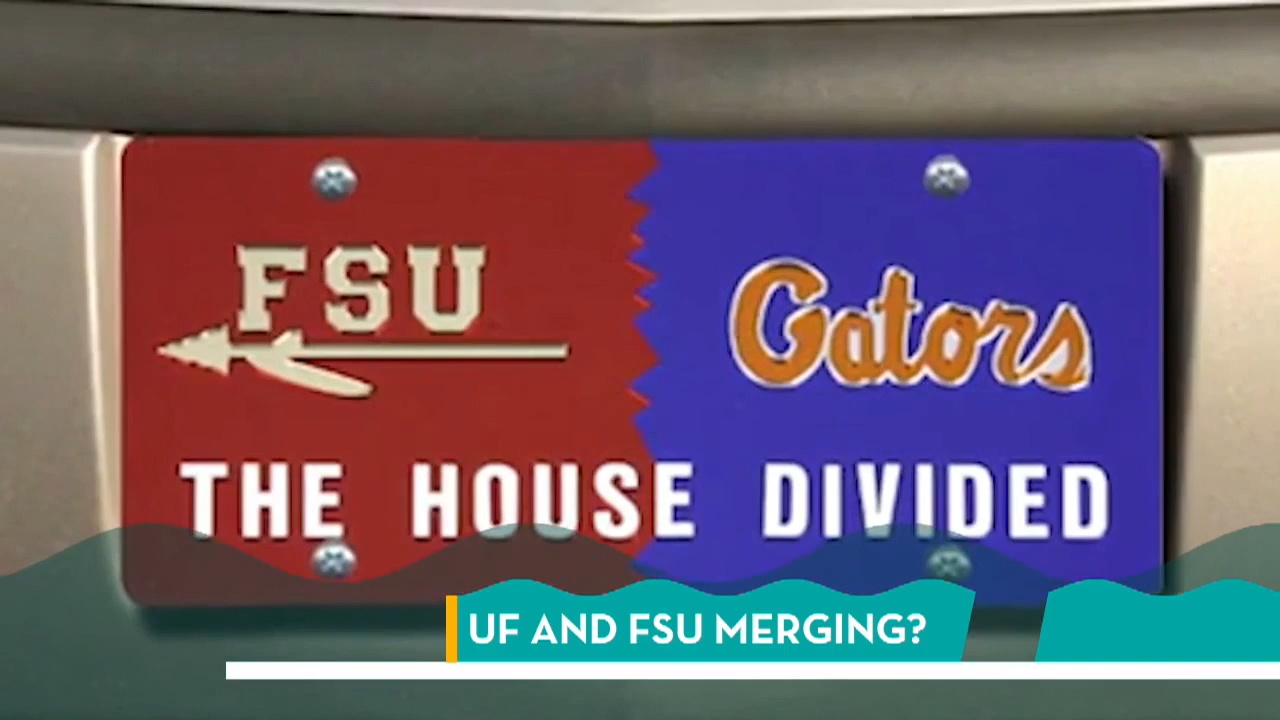 FSU
Gators
THE HOUSE DIVIDED
UF AND FSU MERGING?